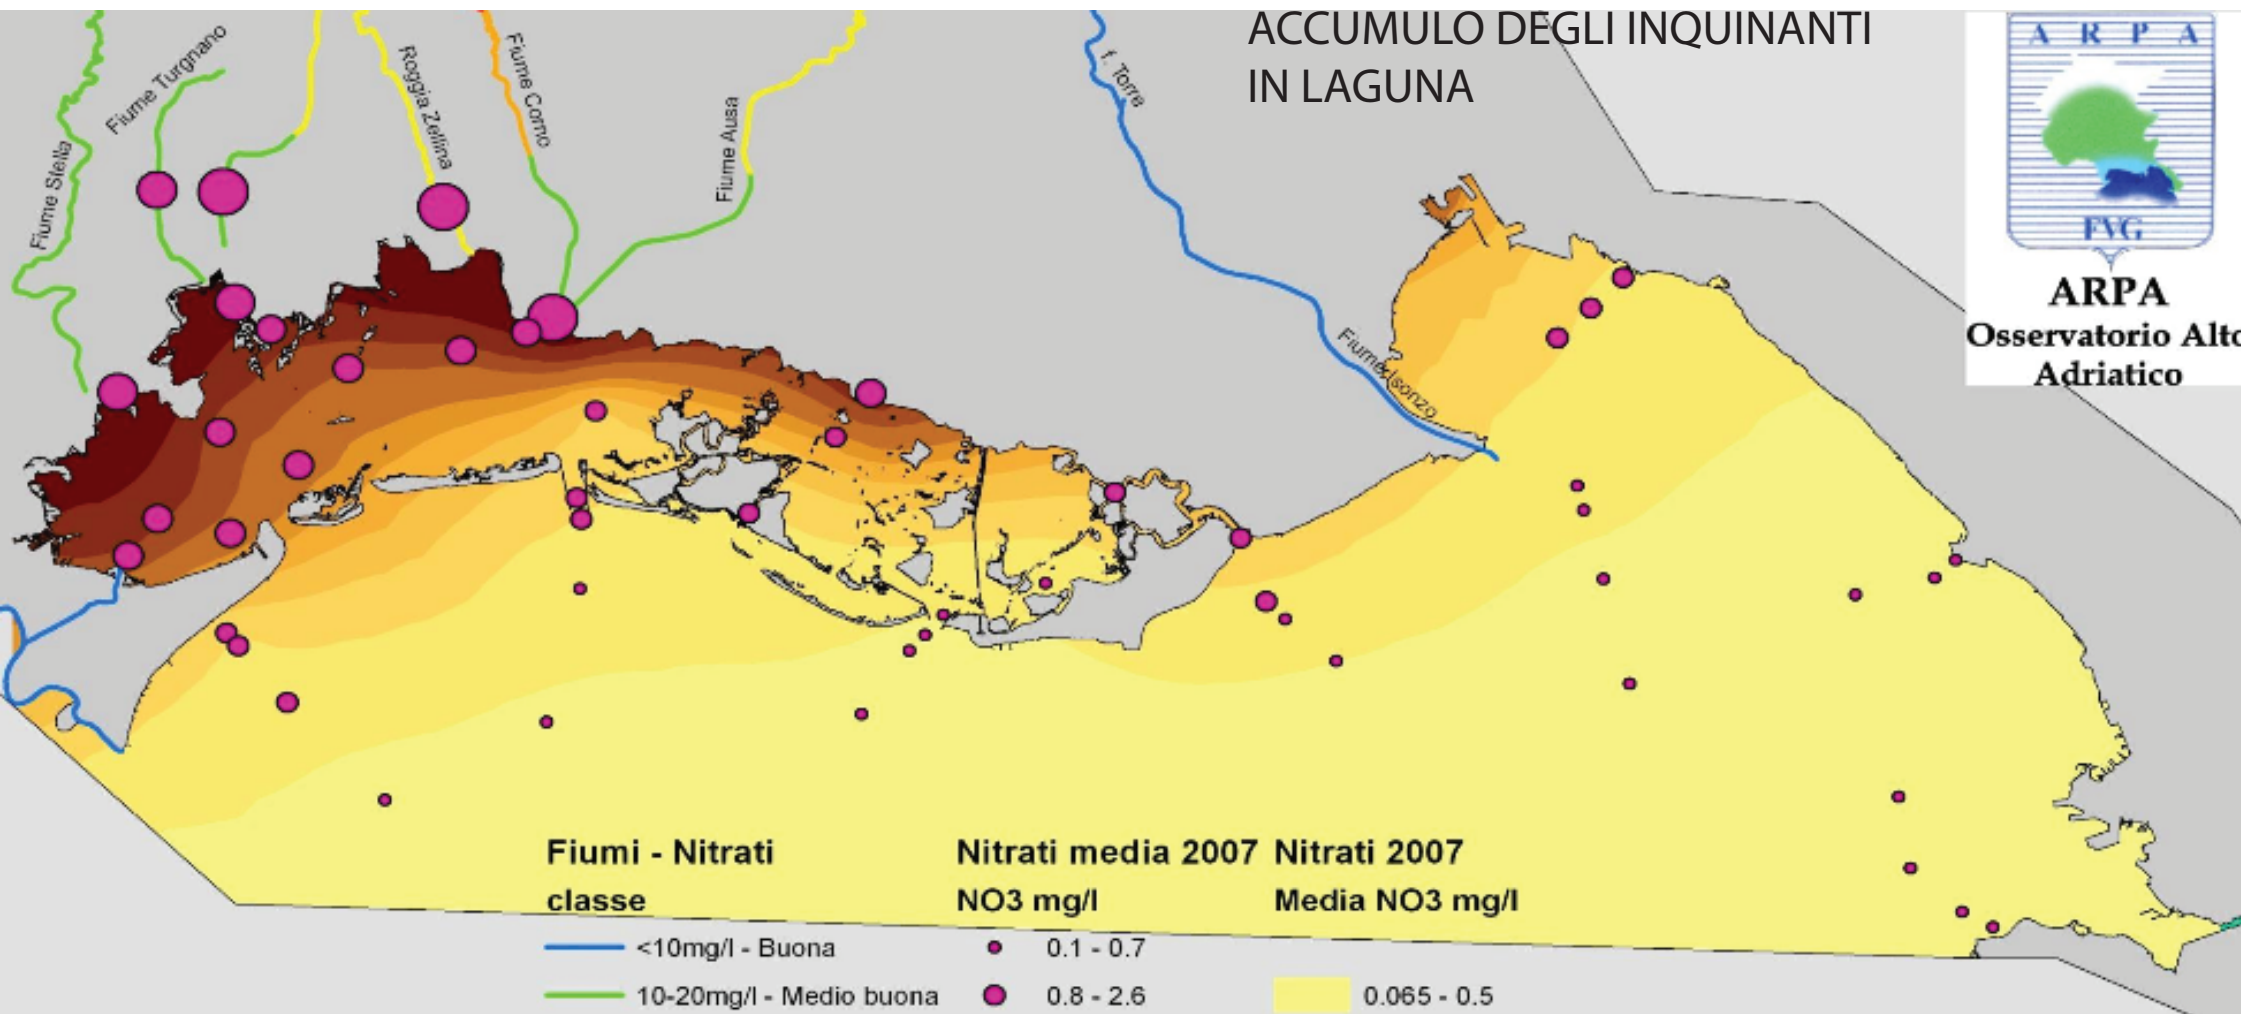 ACCUMULO DEGLI INQUINANTI
IN LAGUNA
A R P A
FVG
ARPA
Osservatorio Alto
Adriatico
Fiume Stella
Fiume Turgnano
Roggia Zellina
Fiume Corno
Fiume Ausa
f. Torre
Fiume Isonzo
Fiumi - Nitrati
classe
<10mg/l - Buona
10-20mg/l - Medio buona
Nitrati media 2007
NO3 mg/l
0.1 - 0.7
0.8 - 2.6
Nitrati 2007
Media NO3 mg/l
0.065 - 0.5